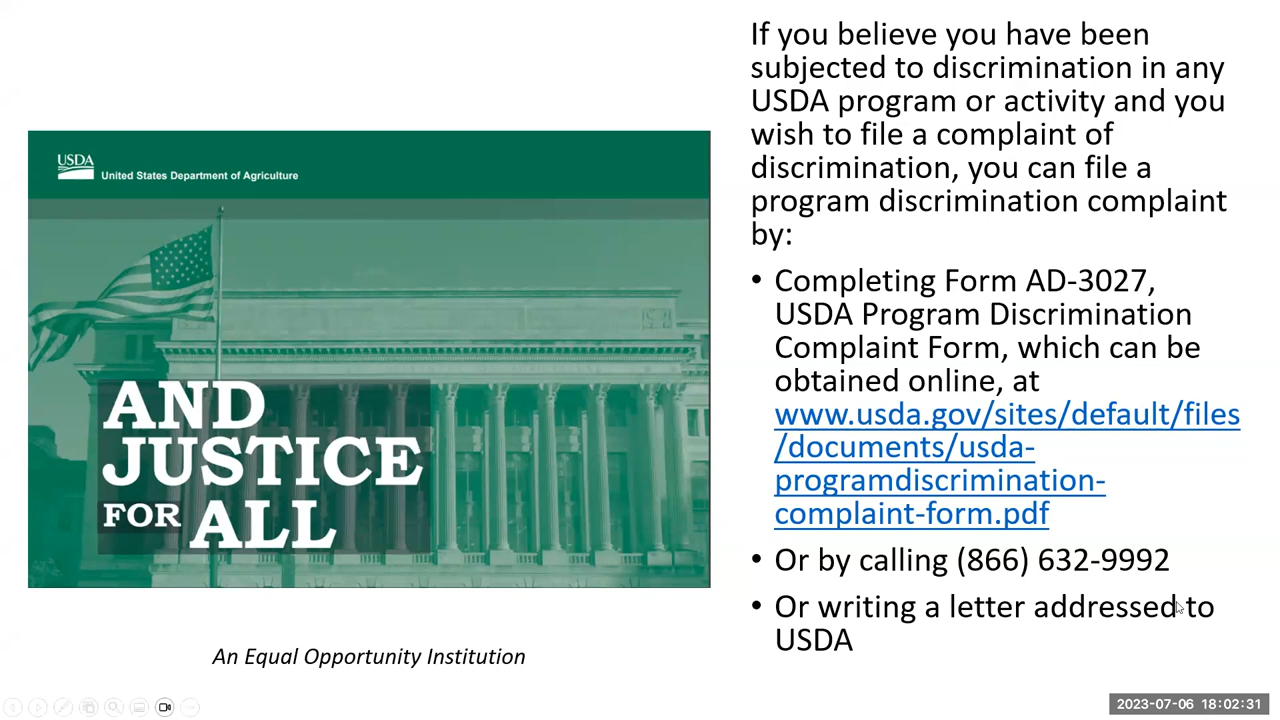 USDA
United States Department of Agriculture
AND
JUSTICE
FOR ALL
An Equal Opportunity Institution
If you believe you have been
subjected to discrimination in any
USDA program or activity and you
wish to file a complaint of
discrimination, you can file a
program discrimination complaint
by:
• Completing Form AD-3027,
USDA Program Discrimination
Complaint Form, which can be
obtained online, at
www.usda.gov/sites/default/files
/documents/usda-
programdiscrimination-
complaint-form.pdf
• Or by calling (866) 632-9992
• Or writing a letter addressed to
USDA
2023-07-06 18:02:31